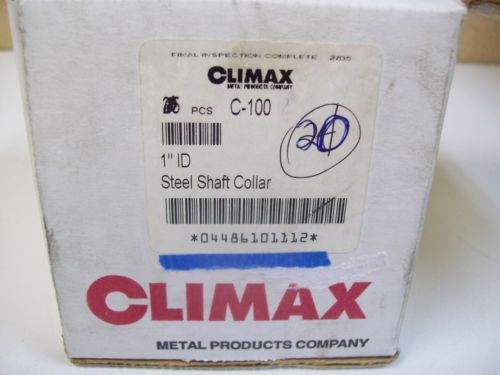 FINAL INSPECTION COMPLETE 2/05
CLIMAX
METAL PRODUCTS COMPANY
PCS C-100
20
1" ID
Steel Shaft Collar
*04486101112*
CLIMAX
METAL PRODUCTS COMPANY